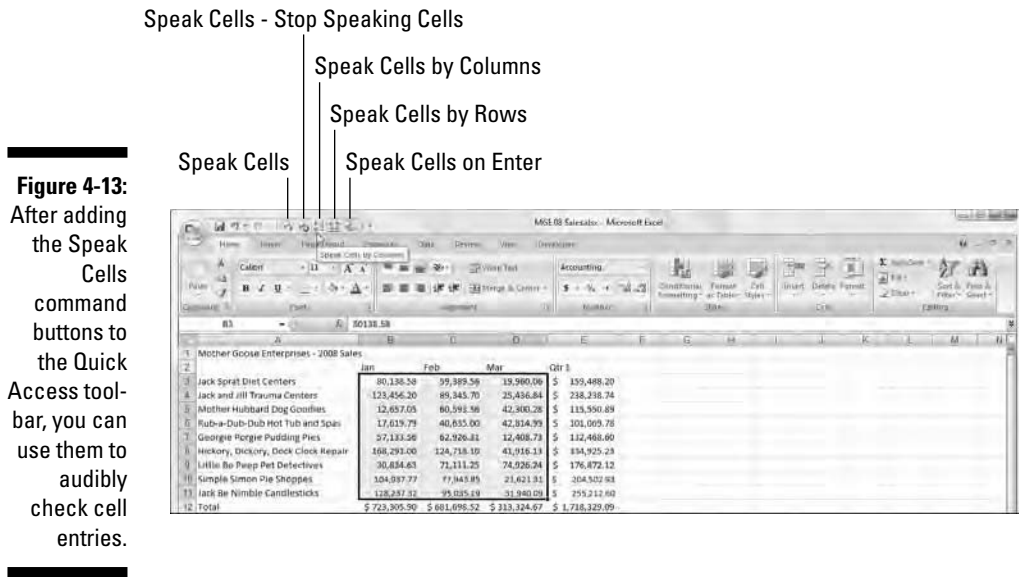 Speak Cells - Stop Speaking Cells
Speak Cells by Columns
Speak Cells by Rows
Speak Cells
Speak Cells on Enter
Figure 4-13:
After adding
the Speak
Cells
command
buttons to
the Quick
Access tool-
bar, you can
use them to
audibly
check cell
entries.
Microsoft Excel
Home Insert Data Review View
Speak Cells by Columns
Calibri 11 A A Wrap Text Accounting
B I U A Merge & Center $ % Conditional Formatting Format as Table Cell Styles Insert Delete Format Sort & Filter Find & Select
Font Alignment Number Cells Editing
B3 80138.58
A B C D E F G H I J K L M N
1 Mother Goose Enterprises - 2008 Sales
2 Jan Feb Mar Qtr 1
3 Jack Sprat Diet Centers 80,138.58 59,389.56 19,960.06 $ 159,488.20
4 Jack and Jill Trauma Centers 123,456.20 89,345.70 25,436.84 $ 238,238.74
5 Mother Hubbard Dog Goodies 12,657.05 60,593.56 42,300.28 $ 115,550.89
6 Rub-a-Dub-Dub Hot Tub and Spas 17,619.79 40,635.00 42,814.99 $ 101,069.78
7 Georgie Porgie Pudding Pies 57,133.56 62,926.31 12,408.73 $ 132,468.60
8 Hickory, Dickory, Dock Clock Repair 168,291.00 124,718.10 41,916.13 $ 334,925.23
9 Little Bo Peep Pet Detectives 30,834.63 71,111.25 74,926.24 $ 176,872.12
10 Simple Simon Pie Shoppes 104,937.77 77,943.85 21,621.31 $ 204,502.93
11 Jack Be Nimble Candlesticks 128,237.32 95,035.19 31,940.09 $ 255,212.60
12 Total $ 723,305.90 $ 681,698.52 $ 313,324.67 $ 1,718,329.09